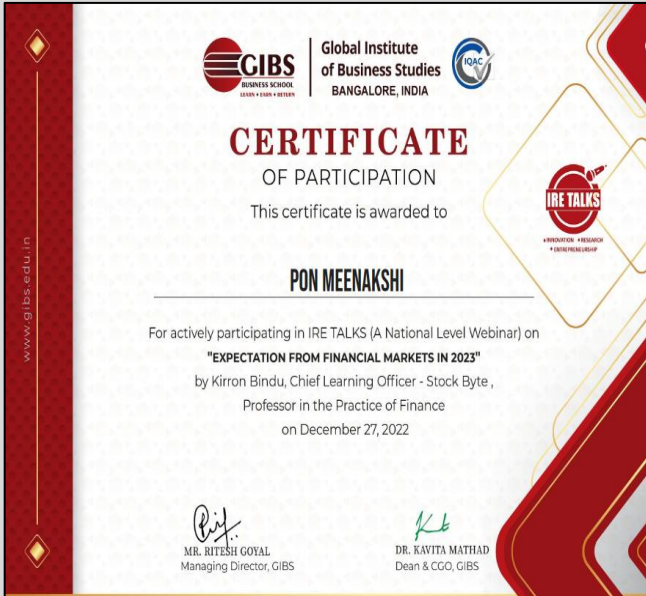 GIBS
BUSINESS SCHOOL
LEARN • EARN • RETURN
Global Institute
of Business Studies
BANGALORE, INDIA
IQAC
CERTIFICATE
OF PARTICIPATION
This certificate is awarded to
IRE TALKS
• INNOVATION • RESEARCH
• ENTREPRENEURSHIP
PON MEENAKSHI
For actively participating in IRE TALKS (A National Level Webinar) on
"EXPECTATION FROM FINANCIAL MARKETS IN 2023"
by Kirron Bindu, Chief Learning Officer - Stock Byte ,
Professor in the Practice of Finance
on December 27, 2022
MR. RITESH GOYAL
Managing Director, GIBS
DR. KAVITA MATHAD
Dean & CGO, GIBS
www.gibs.edu.in